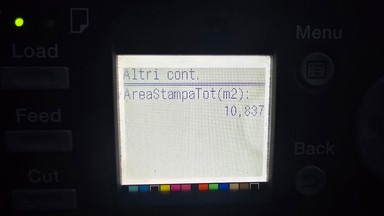 Load
Menu
Altri cont.
AreaStampaTot(m2):
10,837
Feed
Back
Cut